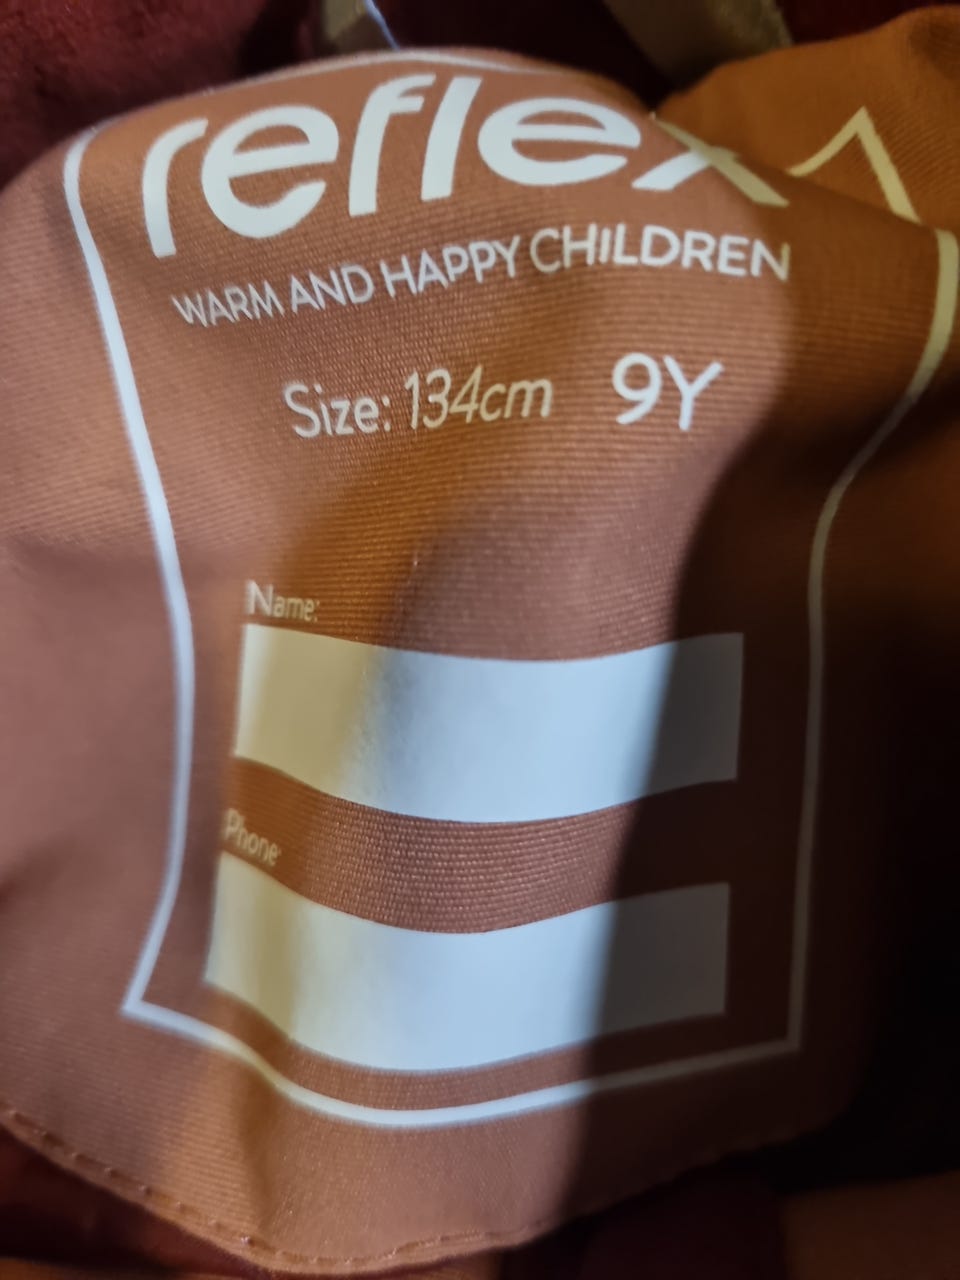 reflex
WARM AND HAPPY CHILDREN
Size: 134cm 9Y
Name:
Phone: